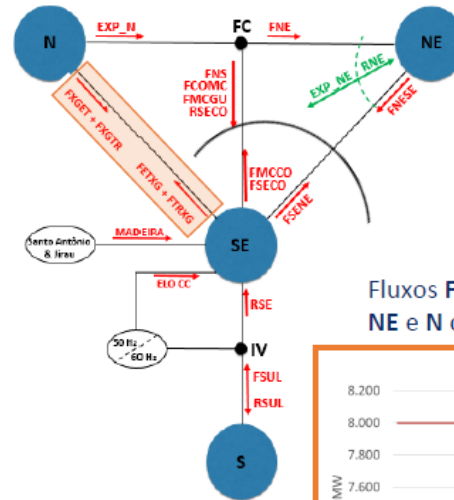 EXP_N
FNE
N
FC
NE
FNS
FCOMC
FMCGU
RSECO
EXP_NE
RNE
FNESE
FXGET + FXGTR
FETXG + FTRXG
FMCCO
FSECO
FSENE
MADEIRA
Santo Antônio
& Jirau
SE
ELO CC
RSE
50 Hz
60 Hz
IV
FSUL
RSUL
S
Fluxos F
NE e N
8.200
8.000
7.800
7.600
MW